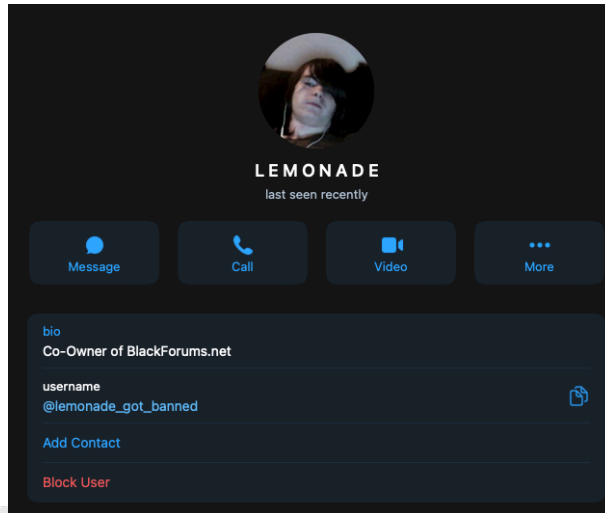 LEMONADE
last seen recently
Message
Call
Video
More
bio
Co-Owner of BlackForums.net
username
@lemonade_got_banned
Add Contact
Block User